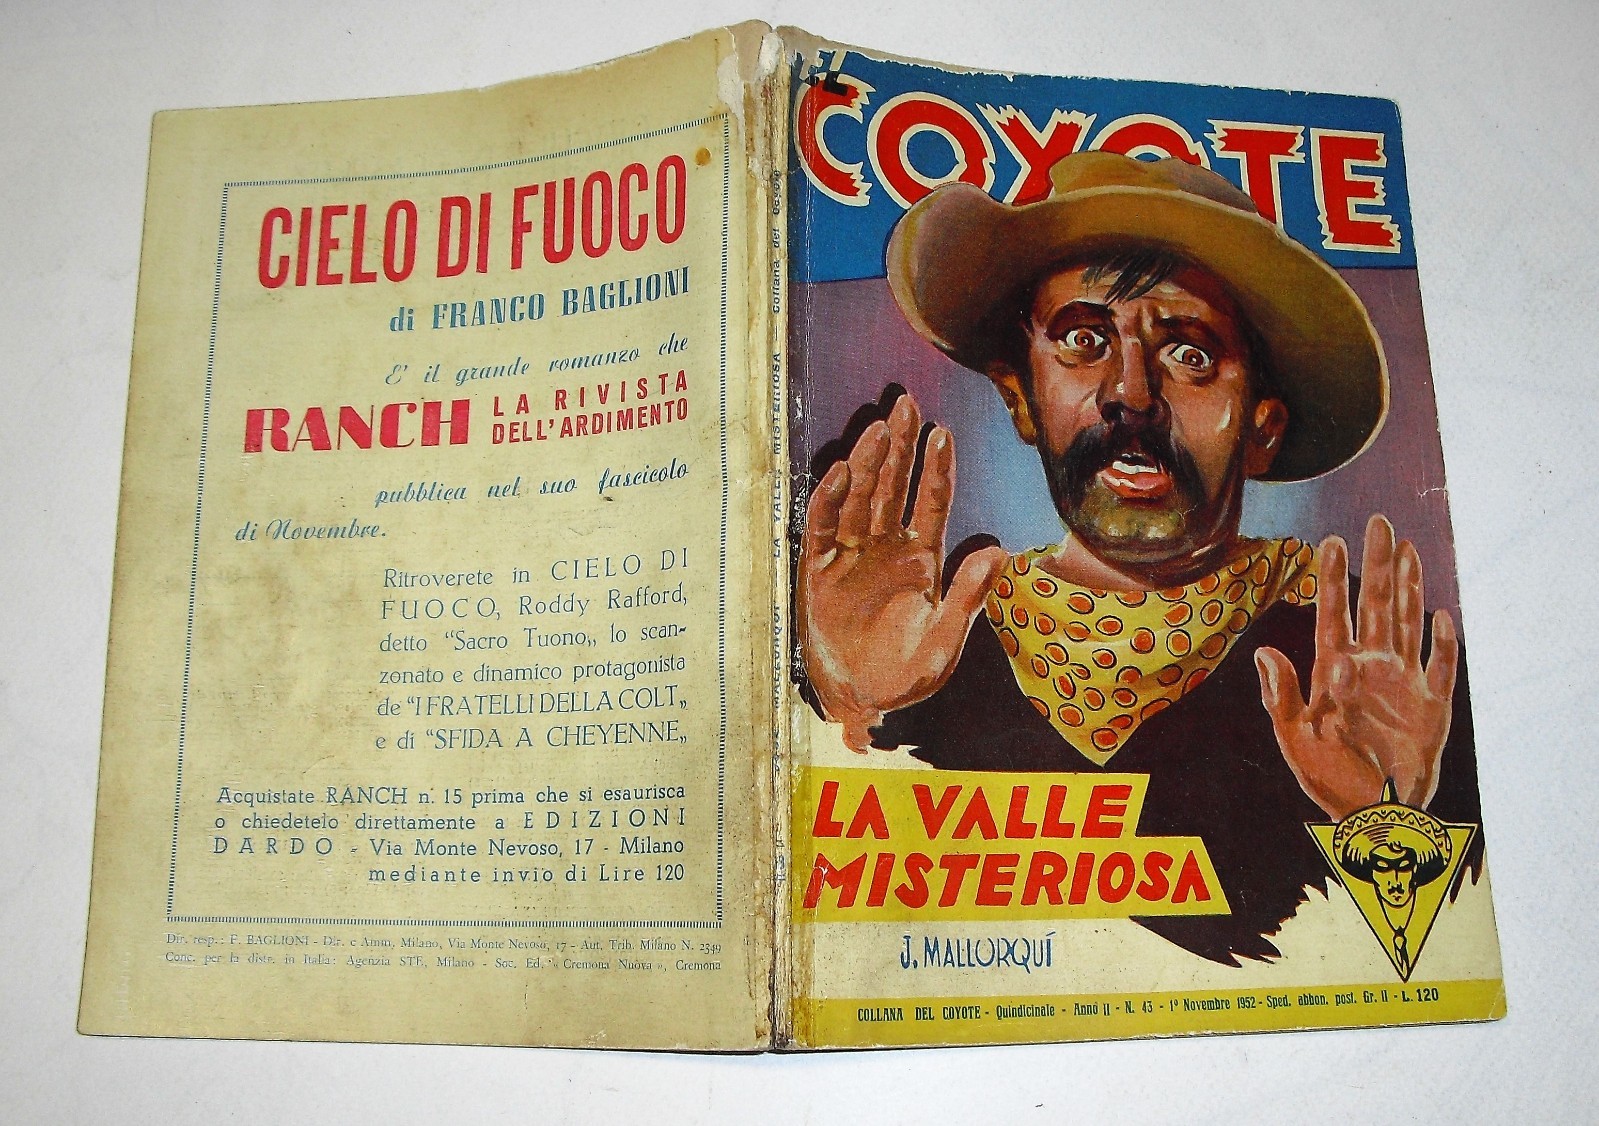 CIELO DI FUOCO
di FRANCO BAGLIONI
E' il grande romanzo che
RANCH LA RIVISTA
DELL'ARDIMENTO
pubblica nel suo fascicolo
di Novembre.
Ritroverete in CIELO DI
FUOCO, Roddy Rafford,
detto “Sacro Tuono„ lo scan-
zonato e dinamico protagonista
de “I FRATELLI DELLA COLT„
e di “SFIDA A CHEYENNE„
Acquistate RANCH n. 15 prima che si esaurisca
o chiedetelo direttamente a EDIZIONI
DARDO - Via Monte Nevoso, 17 - Milano
mediante invio di Lire 120
Dir. resp.: F. BAGLIONI - Dir. e Amm. Milano, Via Monte Nevoso, 17 - Aut. Trib. Milano N. 2349
Conc. per la distr. in Italia: Agenzia STE, Milano - Soc. Ed. « Cremona Nuova », Cremona
MALLORQUI LA VALLE MISTERIOSA - Collana del Coyote
EL
COYOTE
LA VALLE
MISTERIOSA
J. MALLORQUÍ
COLLANA DEL COYOTE - Quindicinale - Anno II - N. 43 - 1° Novembre 1952 - Sped. abbon. post. Gr. II - L. 120